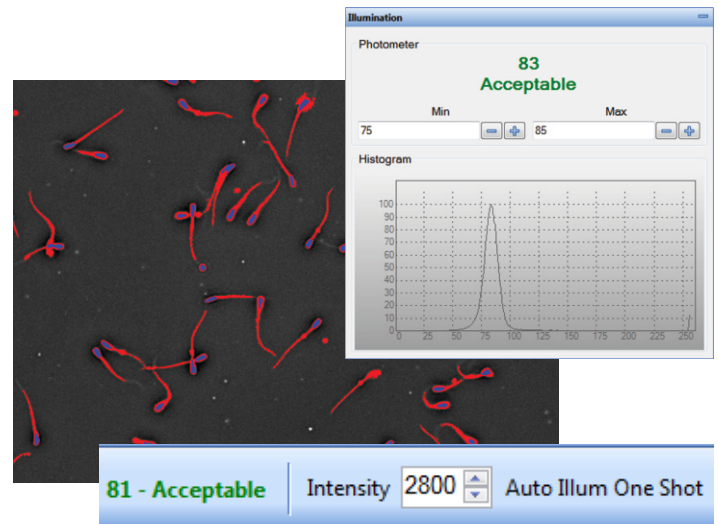 Illumination
Photometer
83
Acceptable
Min Max
75 85
Histogram
100
90
80
70
60
50
40
30
20
10
0
0 25 50 75 100 125 150 175 200 225 250
81 - Acceptable Intensity 2800 Auto Illum One Shot